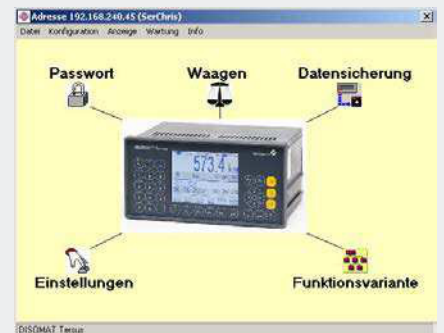 Adresse 192.168.240.45 (SerChris)
Datei Konfiguration Anzeige Wartung Info
Passwort Waagen Datensicherung
573.4
Einstellungen Funktionsvariante
DISOMAT Tersus